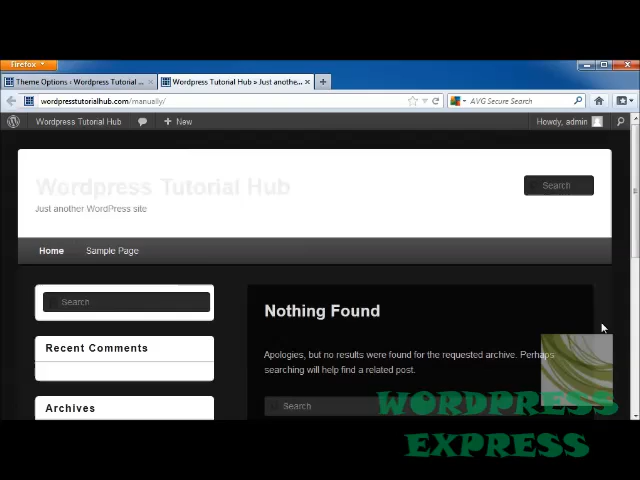 Firefox
Theme Options ‹ Wordpress Tutorial ...
Wordpress Tutorial Hub » Just anothe...
wordpresstutorialhub.com/manually/
AVG Secure Search
Wordpress Tutorial Hub
+ New
Howdy, admin
Wordpress Tutorial Hub
Just another WordPress site
Search
Home
Sample Page
Search
Nothing Found
Recent Comments
Apologies, but no results were found for the requested archive. Perhaps
searching will help find a related post.
Archives
Search
WORDPRESS
EXPRESS